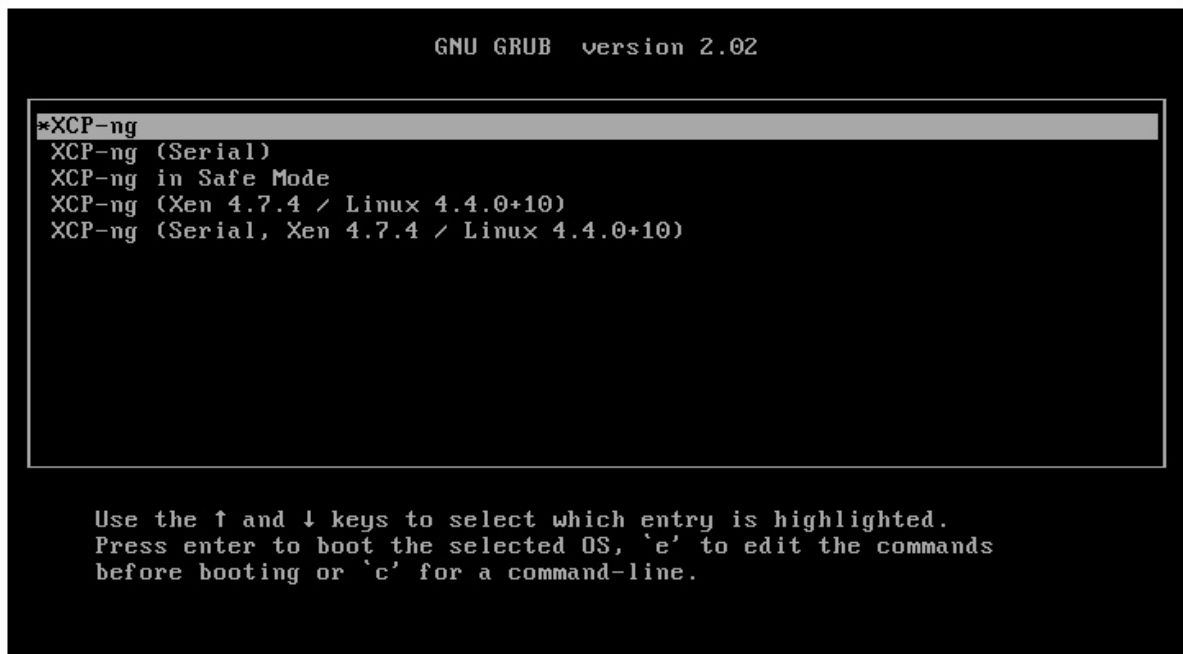 GNU GRUB  version 2.02
*XCP-ng
XCP-ng (Serial)
XCP-ng in Safe Mode
XCP-ng (Xen 4.7.4 / Linux 4.4.0+10)
XCP-ng (Serial, Xen 4.7.4 / Linux 4.4.0+10)
Use the ↑ and ↓ keys to select which entry is highlighted.
Press enter to boot the selected OS, `e' to edit the commands
before booting or `c' for a command-line.